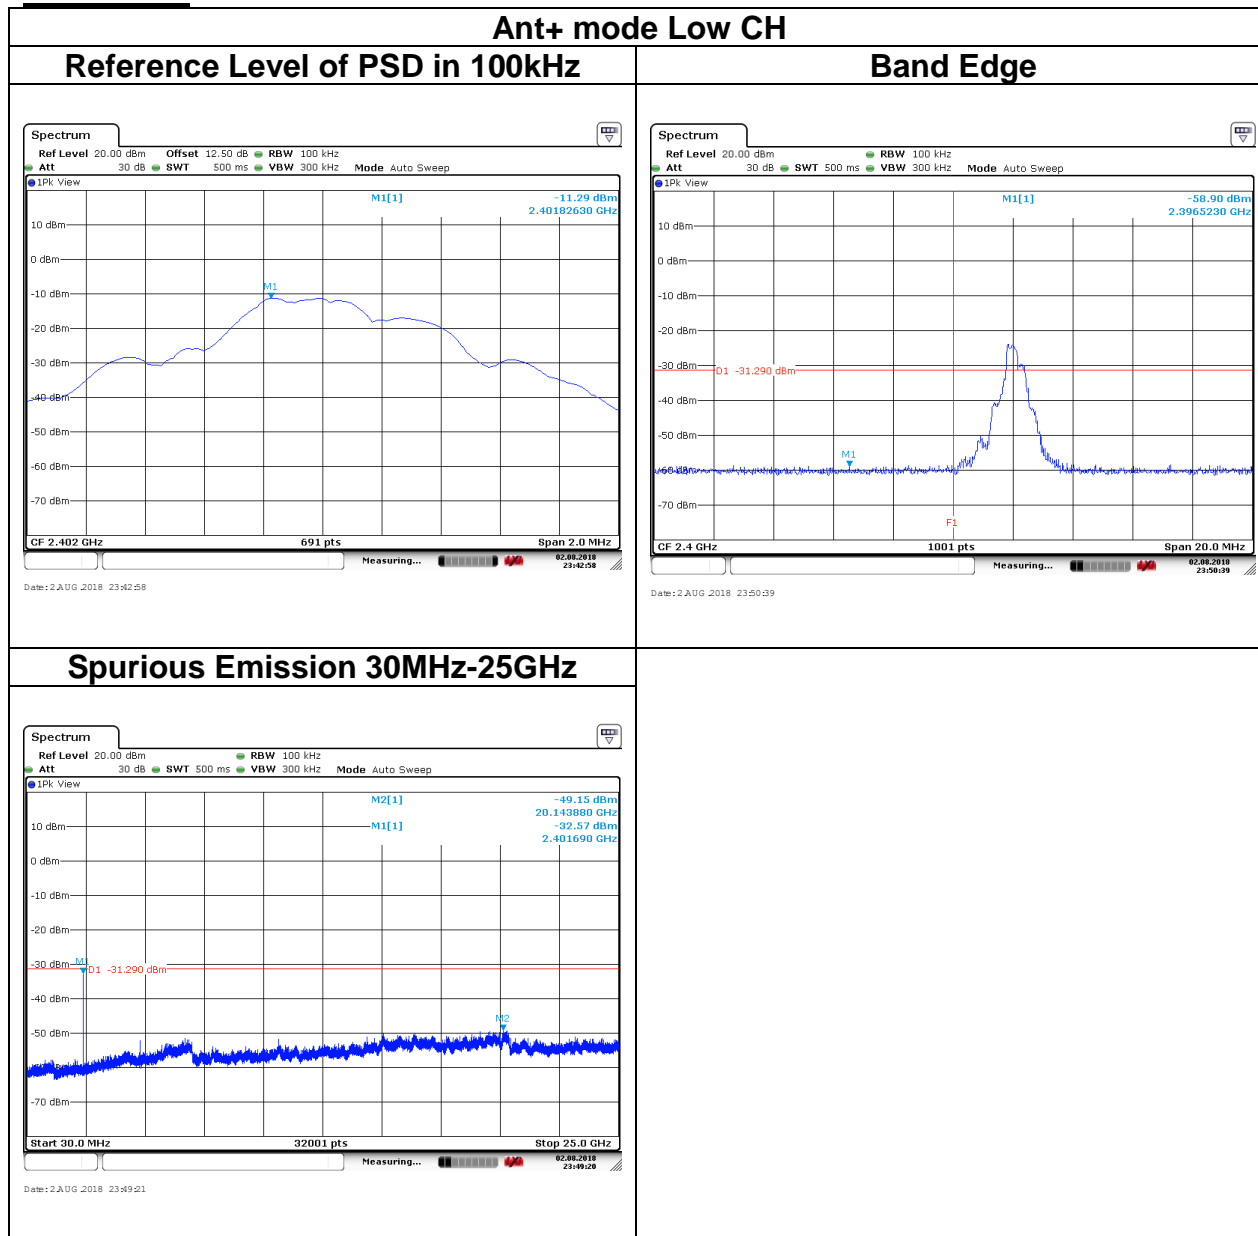 Ant+ mode Low CH
Reference Level of PSD in 100kHz
Band Edge
Spectrum
Ref Level 20.00 dBm Offset 12.50 dB RBW 100 kHz
Att 30 dB SWT 500 ms VBW 300 kHz Mode Auto Sweep
1Pk View
M1[1] -11.29 dBm
2.40182630 GHz
10 dBm
0 dBm
M1
-10 dBm
-20 dBm
-30 dBm
-40 dBm
-50 dBm
-60 dBm
-70 dBm
CF 2.402 GHz 691 pts Span 2.0 MHz
Measuring... 02.08.2018
23:42:58
Date: 2.AUG.2018 23:42:58
Spectrum
Ref Level 20.00 dBm RBW 100 kHz
Att 30 dB SWT 500 ms VBW 300 kHz Mode Auto Sweep
1Pk View
M1[1] -58.90 dBm
2.3965230 GHz
10 dBm
0 dBm
-10 dBm
-20 dBm
-30 dBm
D1 -31.290 dBm
-40 dBm
-50 dBm
M1
-60 dBm
-70 dBm
F1
CF 2.4 GHz 1001 pts Span 20.0 MHz
Measuring... 02.08.2018
23:50:39
Date: 2.AUG.2018 23:50:39
Spurious Emission 30MHz-25GHz
Spectrum
Ref Level 20.00 dBm RBW 100 kHz
Att 30 dB SWT 500 ms VBW 300 kHz Mode Auto Sweep
1Pk View
M2[1] -49.15 dBm
20.143880 GHz
M1[1] -32.57 dBm
2.401690 GHz
10 dBm
0 dBm
-10 dBm
-20 dBm
-30 dBm M1
D1 -31.290 dBm
-40 dBm
M2
-50 dBm
-70 dBm
Start 30.0 MHz 32001 pts Stop 25.0 GHz
Measuring... 02.08.2018
23:49:20
Date: 2.AUG.2018 23:49:21